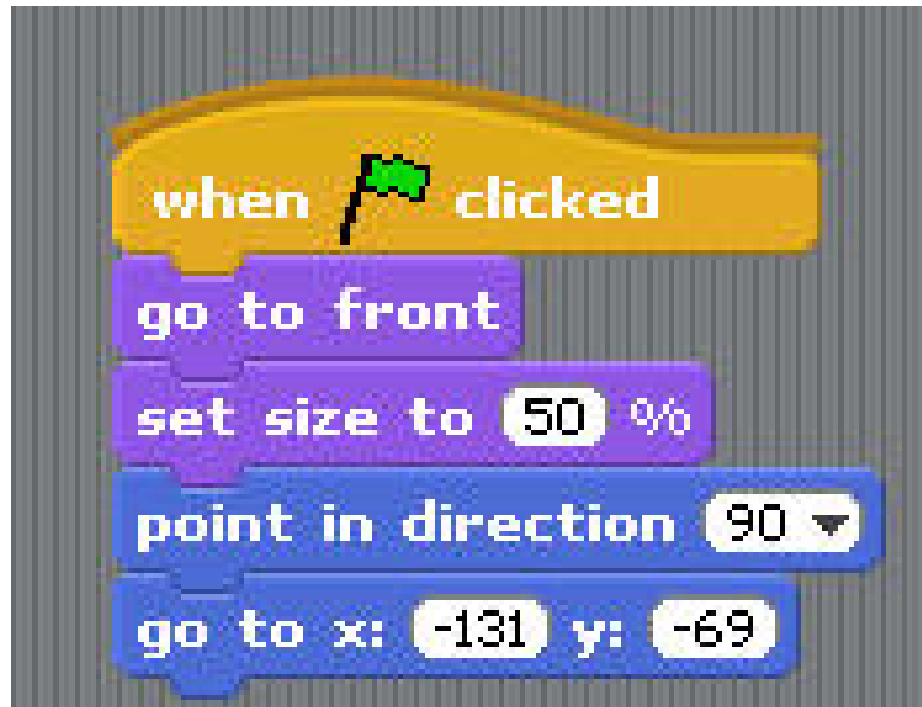 when clicked
go to front
set size to 50 %
point in direction 90
go to x: -131 y: -69